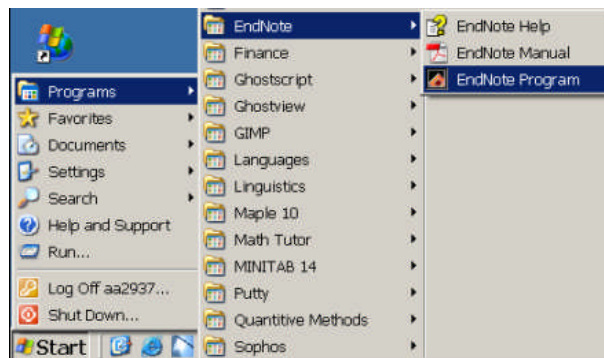 Programs
Favorites
Documents
Settings
Search
Help and Support
Run...
Log Off aa2937...
Shut Down...
Start
EndNote
Finance
Ghostscript
Ghostview
GIMP
Languages
Linguistics
Maple 10
Math Tutor
MINITAB 14
Putty
Quantitive Methods
Sophos
EndNote Help
EndNote Manual
EndNote Program